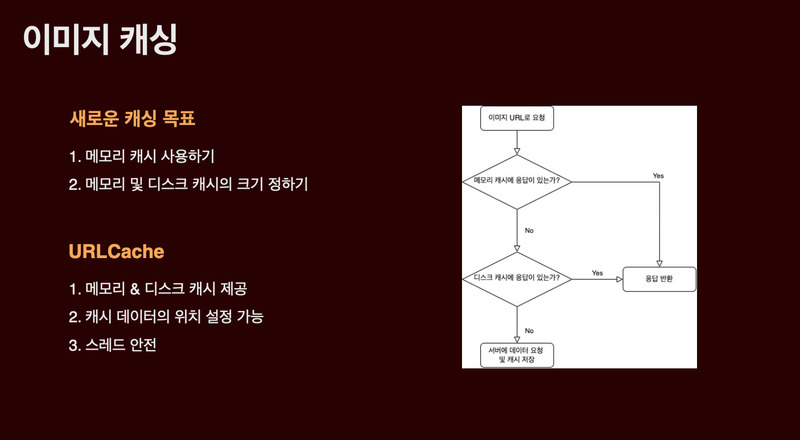 이미지 캐싱
새로운 캐싱 목표
1. 메모리 캐시 사용하기
2. 메모리 및 디스크 캐시의 크기 정하기
URLCache
1. 메모리 & 디스크 캐시 제공
2. 캐시 데이터의 위치 설정 가능
3. 스레드 안전
이미지 URL로 요청
메모리 캐시에 응답이 있는가?
Yes
No
디스크 캐시에 응답이 있는가?
Yes
응답 반환
No
서버에 데이터 요청
및 캐시 저장